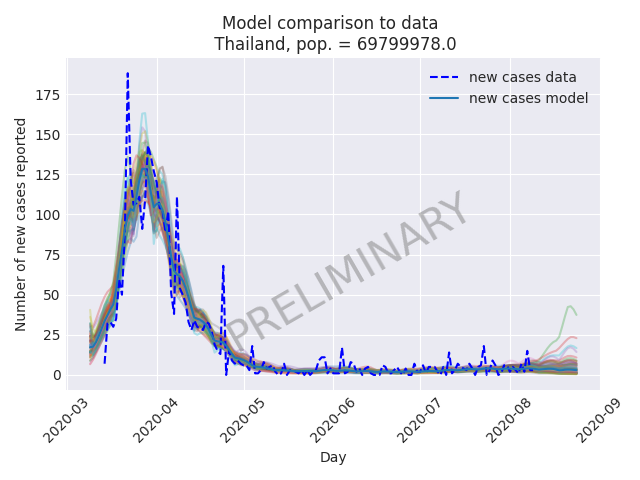 Model comparison to data
Thailand, pop. = 69799978.0
new cases data
new cases model
Number of new cases reported
175
150
125
100
75
50
25
0
PRELIMINARY
2020-03
2020-04
2020-05
2020-06
2020-07
2020-08
2020-09
Day